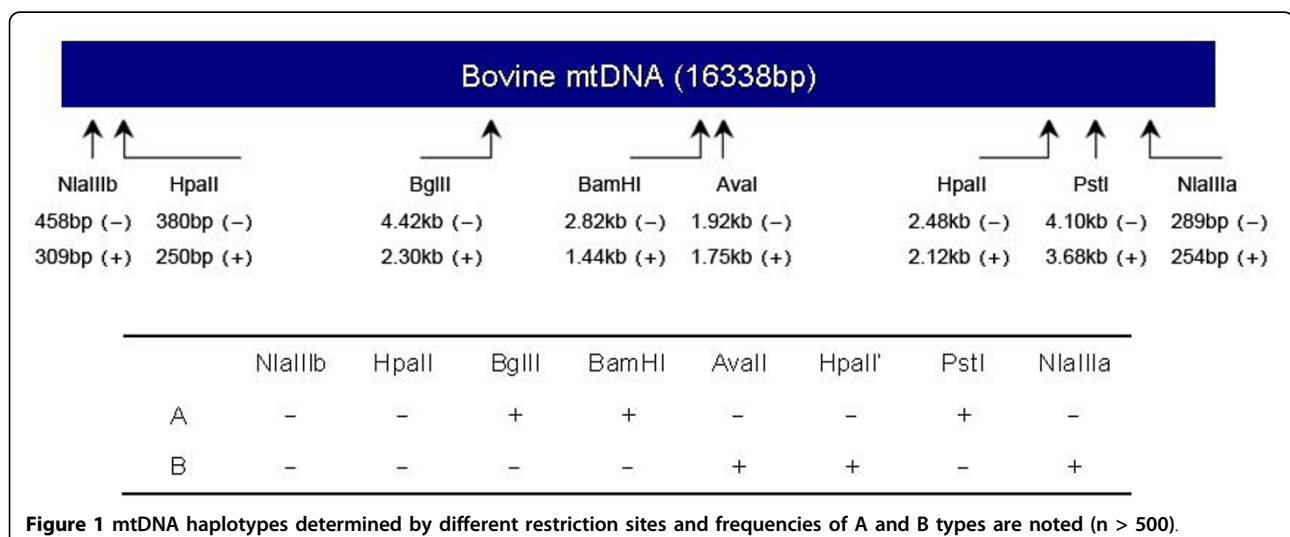 Bovine mtDNA (16338bp)
NlaIIIb HpaII BglII BamHI AvaI HpaII PstI NlaIIIa
458bp (−) 380bp (−) 4.42kb (−) 2.82kb (−) 1.92kb (−) 2.48kb (−) 4.10kb (−) 289bp (−)
309bp (+) 250bp (+) 2.30kb (+) 1.44kb (+) 1.75kb (+) 2.12kb (+) 3.68kb (+) 254bp (+)
NlaIIIb HpaII BglII BamHI AvaII HpaII' PstI NlaIIIa
A − − + + − − + −
B − − − − + + − +
Figure 1 mtDNA haplotypes determined by different restriction sites and frequencies of A and B types are noted (n > 500).